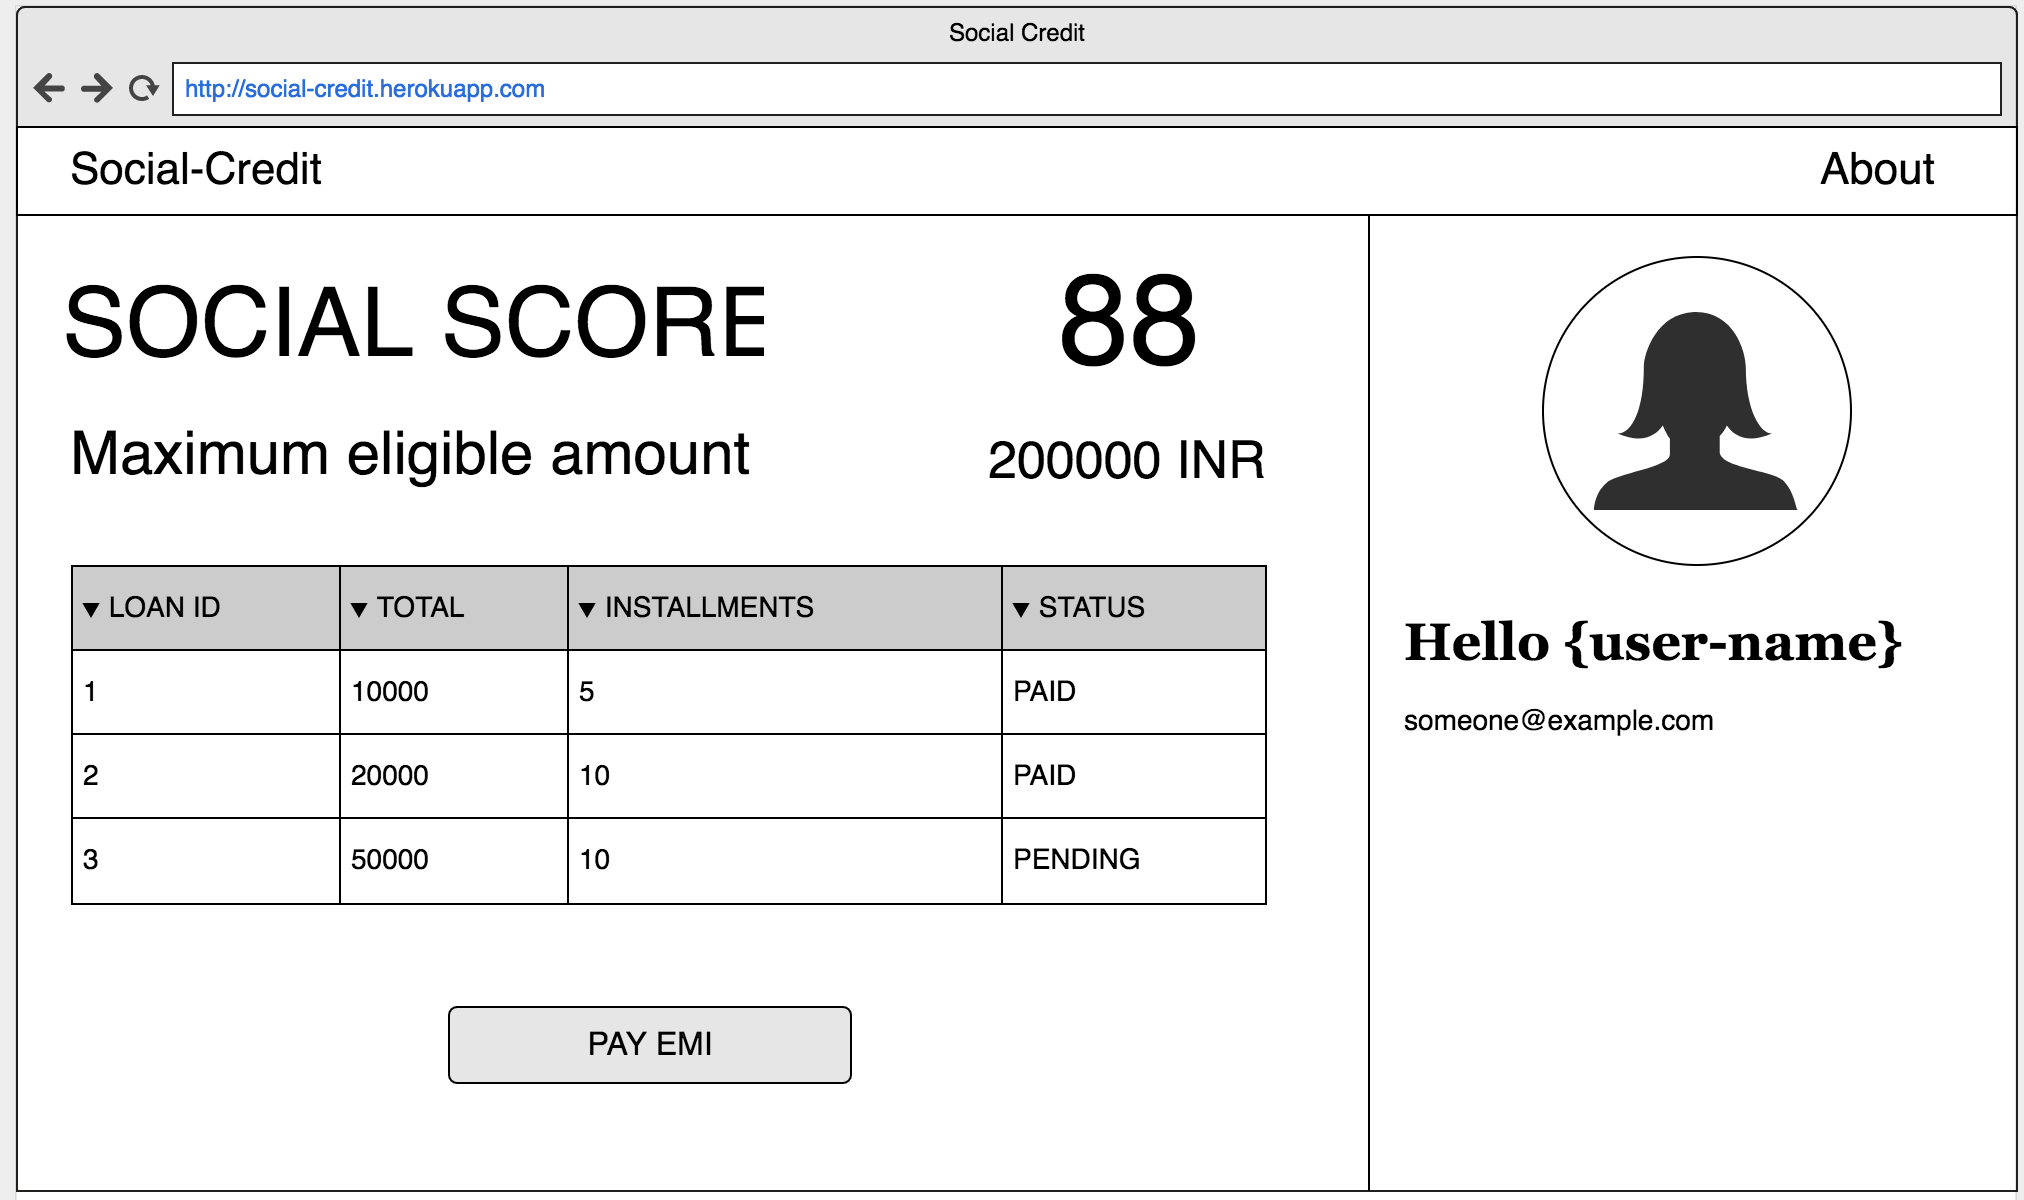 Social Credit
http://social-credit.herokuapp.com
Social-Credit About
SOCIAL SCORE 88
Maximum eligible amount 200000 INR
LOAN ID TOTAL INSTALLMENTS STATUS
1 10000 5 PAID
2 20000 10 PAID
3 50000 10 PENDING
PAY EMI
Hello {user-name}
someone@example.com